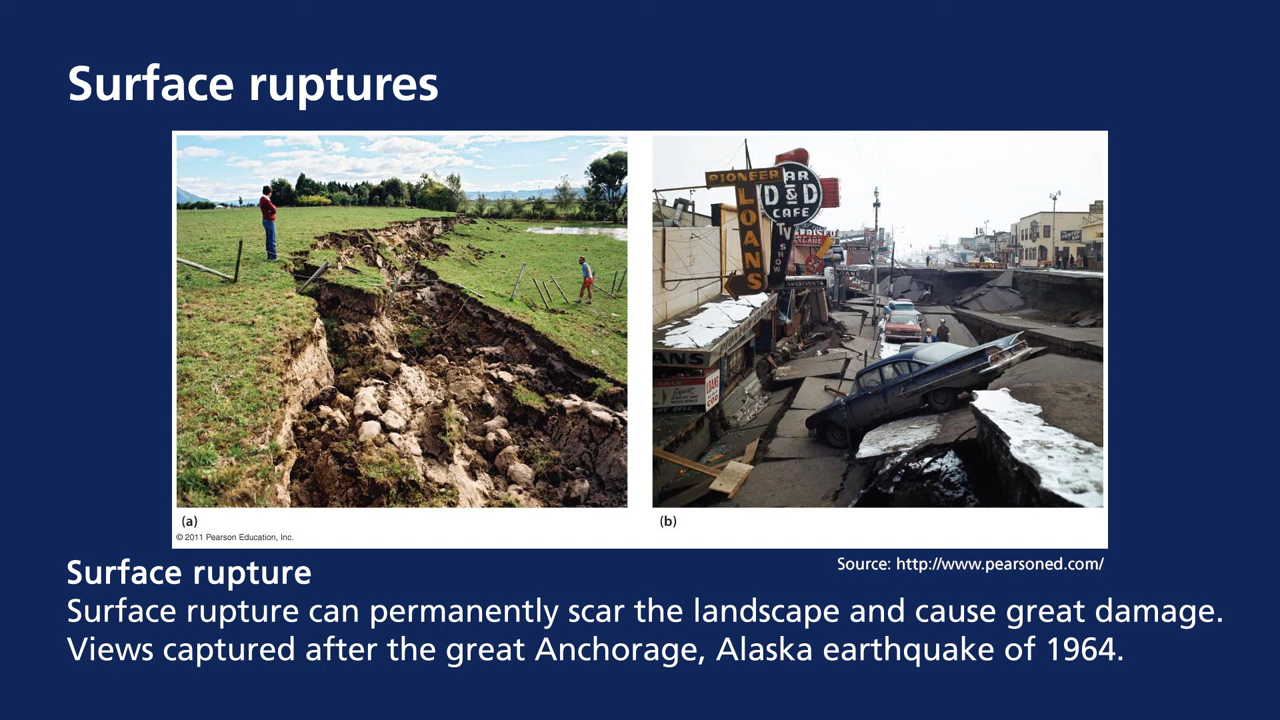 Surface ruptures
PIONEER
LOANS
BAR
D&D
CAFE
TV
SHOW
ANS
LOANS
(a)
(b)
© 2011 Pearson Education, Inc.
Source: http://www.pearsoned.com/
Surface rupture
Surface rupture can permanently scar the landscape and cause great damage.
Views captured after the great Anchorage, Alaska earthquake of 1964.